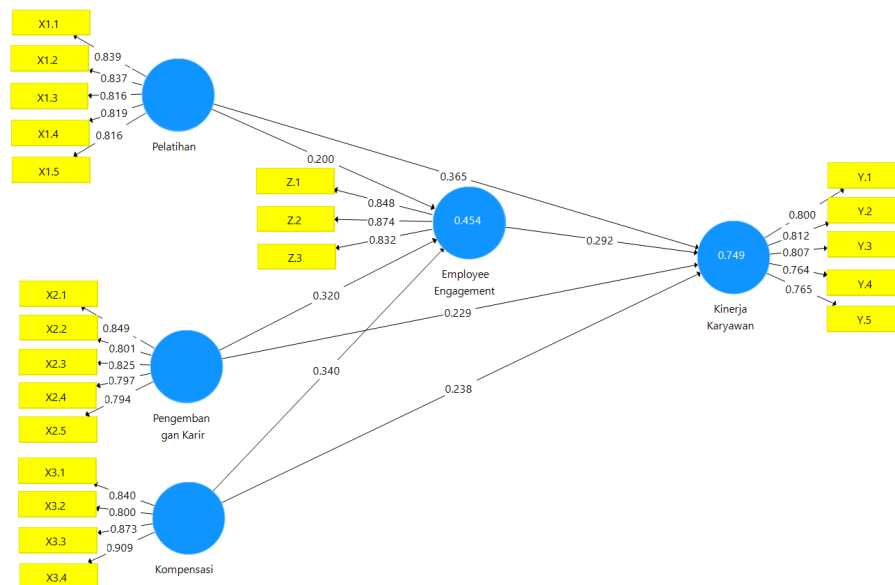 X1.1
X1.2
X1.3
X1.4
X1.5
0.839
0.837
0.816
0.819
0.816
Pelatihan
0.200
0.365
Z.1
Z.2
Z.3
0.848
0.874
0.832
0.454
Employee
Engagement
0.292
0.749
Kinerja
Karyawan
Y.1
Y.2
Y.3
Y.4
Y.5
0.800
0.812
0.807
0.764
0.765
X2.1
X2.2
X2.3
X2.4
X2.5
0.849
0.801
0.825
0.797
0.794
Pengemban
gan Karir
0.320
0.229
0.340
0.238
X3.1
X3.2
X3.3
X3.4
0.840
0.800
0.873
0.909
Kompensasi